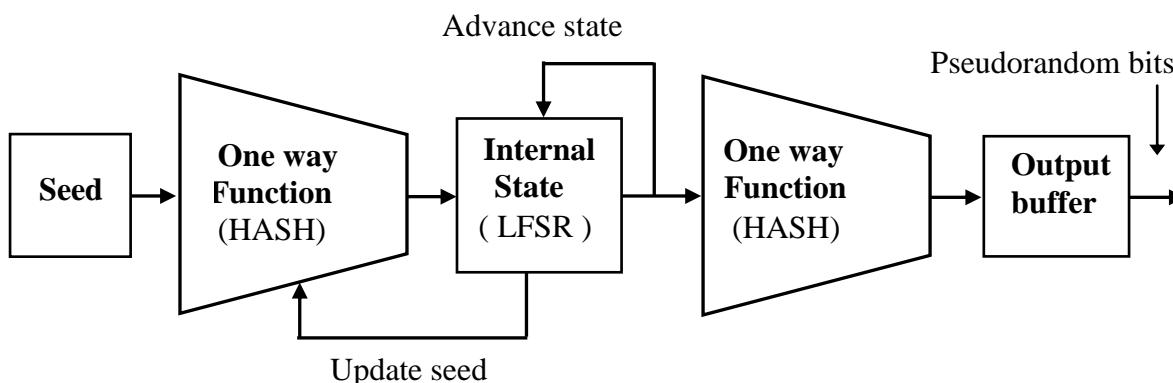 Advance state
Pseudorandom bits
Seed
One way
Function
(HASH)
Internal
State
( LFSR )
One way
Function
(HASH)
Output
buffer
Update seed